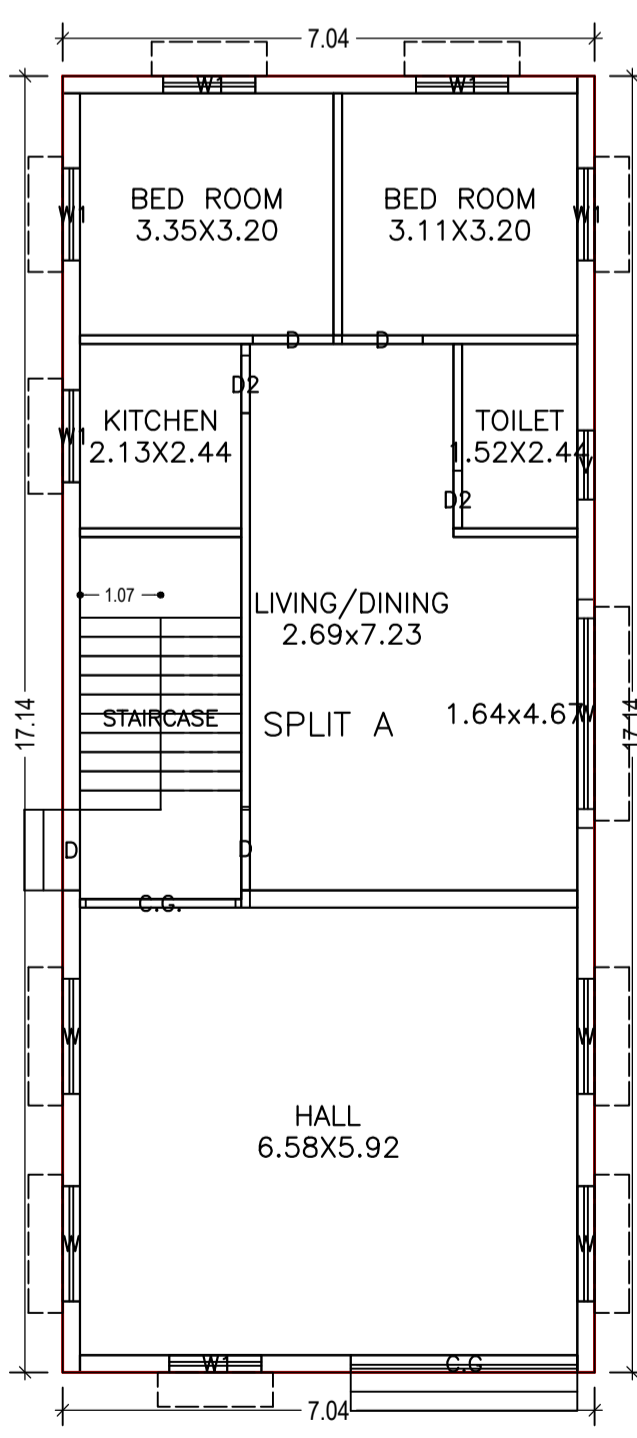 7.04
W1
W1
BED ROOM
3.35X3.20
BED ROOM
3.11X3.20
W1
W1
D
D
D2
KITCHEN
2.13X2.44
TOILET
1.52X2.44
W1
V
D2
1.07
LIVING/DINING
2.69x7.23
STAIRCASE
SPLIT A
1.64x4.67
W
17.14
17.14
D
D
C.G.
W
W
HALL
6.58X5.92
W
W
W1
C.G
7.04